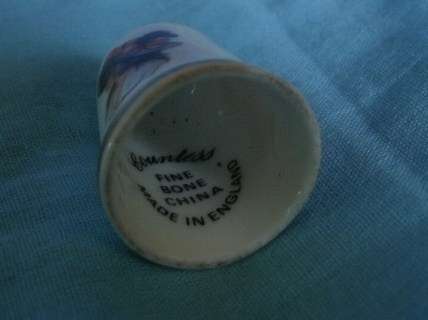 Countess
FINE
BONE
CHINA
MADE IN ENGLAND